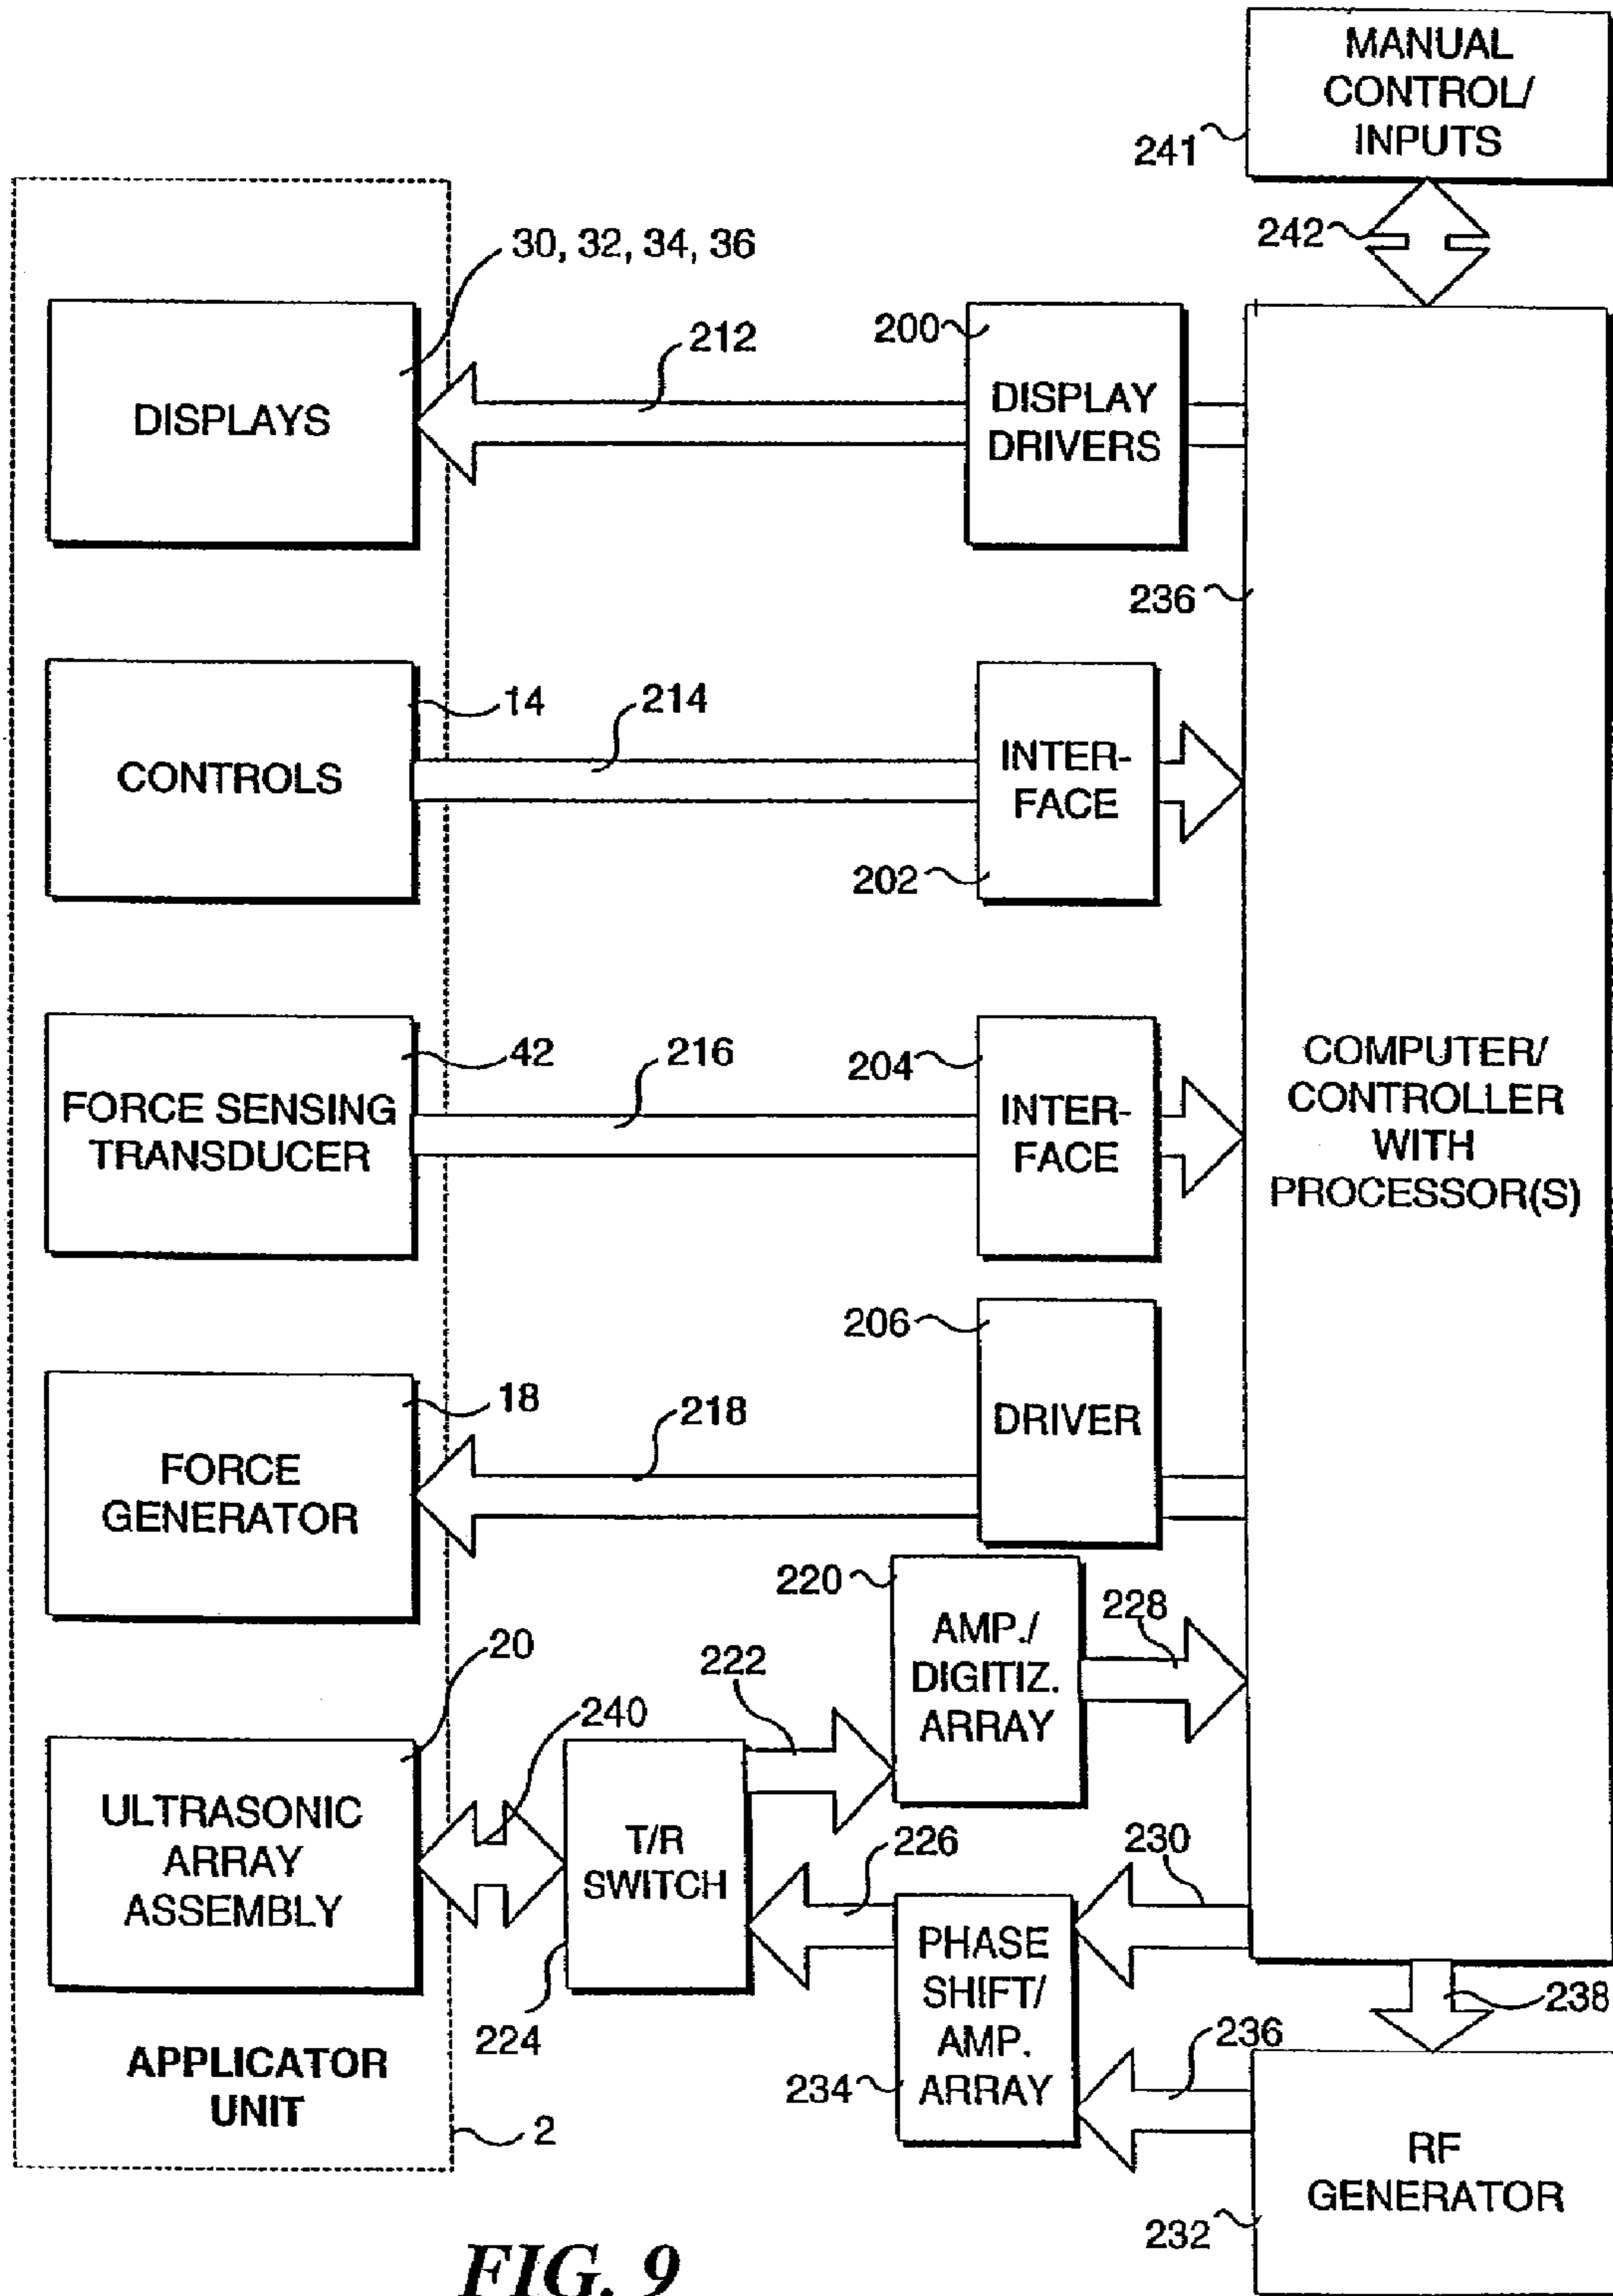 MANUAL
CONTROL/
INPUTS
241
242
30, 32, 34, 36
DISPLAYS
212
200
DISPLAY
DRIVERS
236
14
CONTROLS
214
INTER-
FACE
202
42
FORCE SENSING
TRANSDUCER
216
204
INTER-
FACE
COMPUTER/
CONTROLLER
WITH
PROCESSOR(S)
206
DRIVER
18
FORCE
GENERATOR
218
220
AMP./
DIGITIZ.
ARRAY
228
20
ULTRASONIC
ARRAY
ASSEMBLY
240
222
T/R
SWITCH
224
226
230
PHASE
SHIFT/
AMP.
ARRAY
234
238
236
APPLICATOR
UNIT
2
RF
GENERATOR
232
FIG. 9